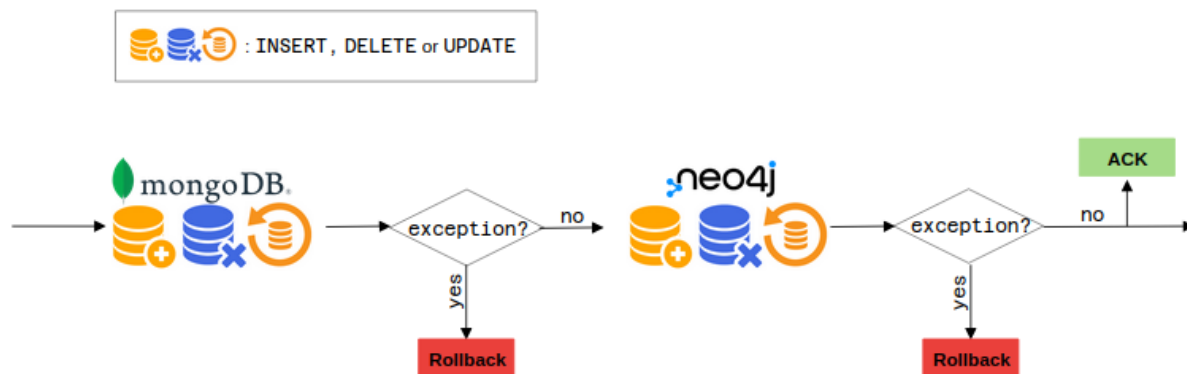 : INSERT, DELETE or UPDATE
mongoDB®
exception?
no
yes
Rollback
neo4j
exception?
no
yes
Rollback
ACK